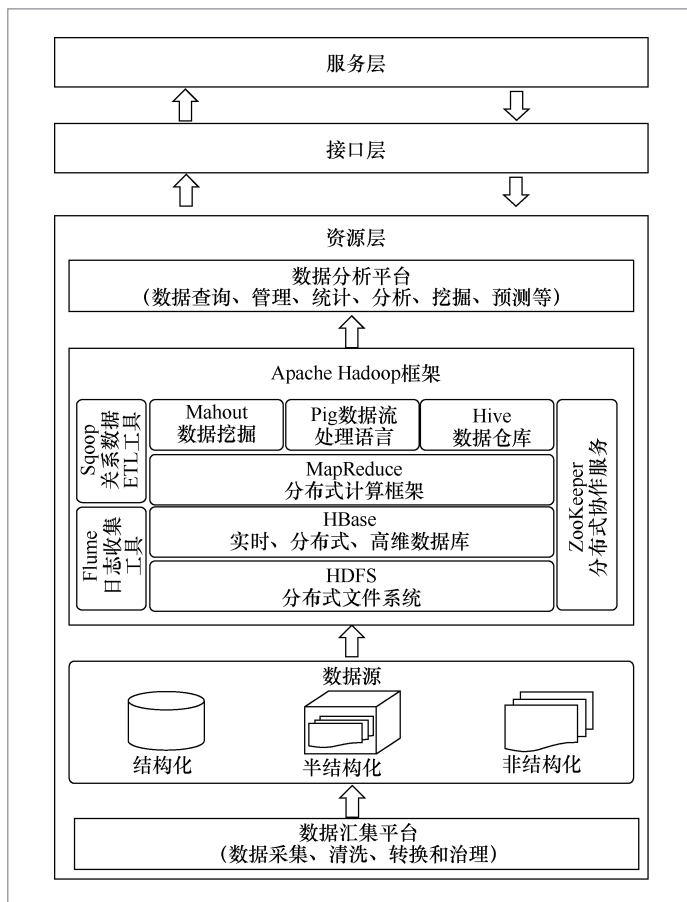 服务层
接口层
资源层
数据分析平台
（数据查询、管理、统计、分析、挖掘、预测等）
Apache Hadoop框架
Sqoop
关系数据
ETL工具
Mahout
数据挖掘
Pig数据流
处理语言
Hive
数据仓库
ZooKeeper
分布式协作服务
MapReduce
分布式计算框架
Flume
日志收集
工具
HBase
实时、分布式、高维数据库
HDFS
分布式文件系统
数据源
结构化
半结构化
非结构化
数据汇集平台
（数据采集、清洗、转换和治理）